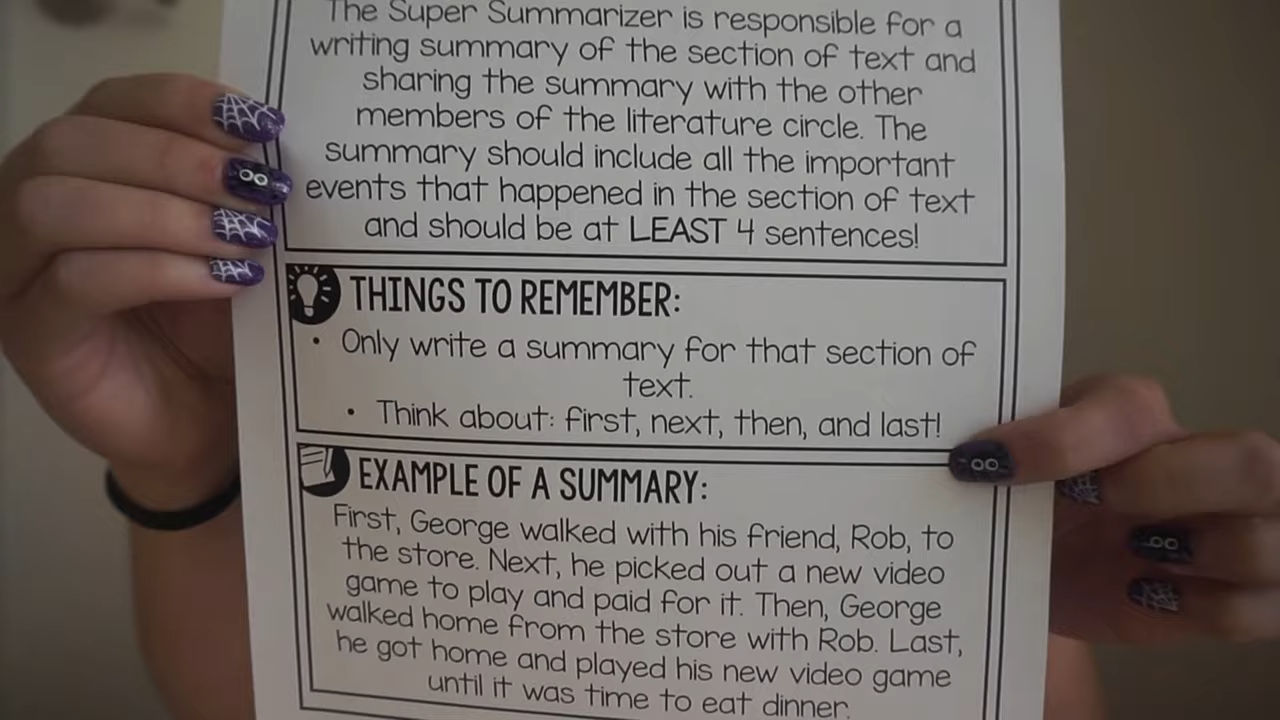 The Super Summarizer is responsible for a
writing summary of the section of text and
sharing the summary with the other
members of the literature circle. The
summary should include all the important
events that happened in the section of text
and should be at LEAST 4 sentences!
THINGS TO REMEMBER:
• Only write a summary for that section of
text.
• Think about: first, next, then, and last!
EXAMPLE OF A SUMMARY:
First, George walked with his friend, Rob, to
the store. Next, he picked out a new video
game to play and paid for it. Then, George
walked home from the store with Rob. Last,
he got home and played his new video game
until it was time to eat dinner.